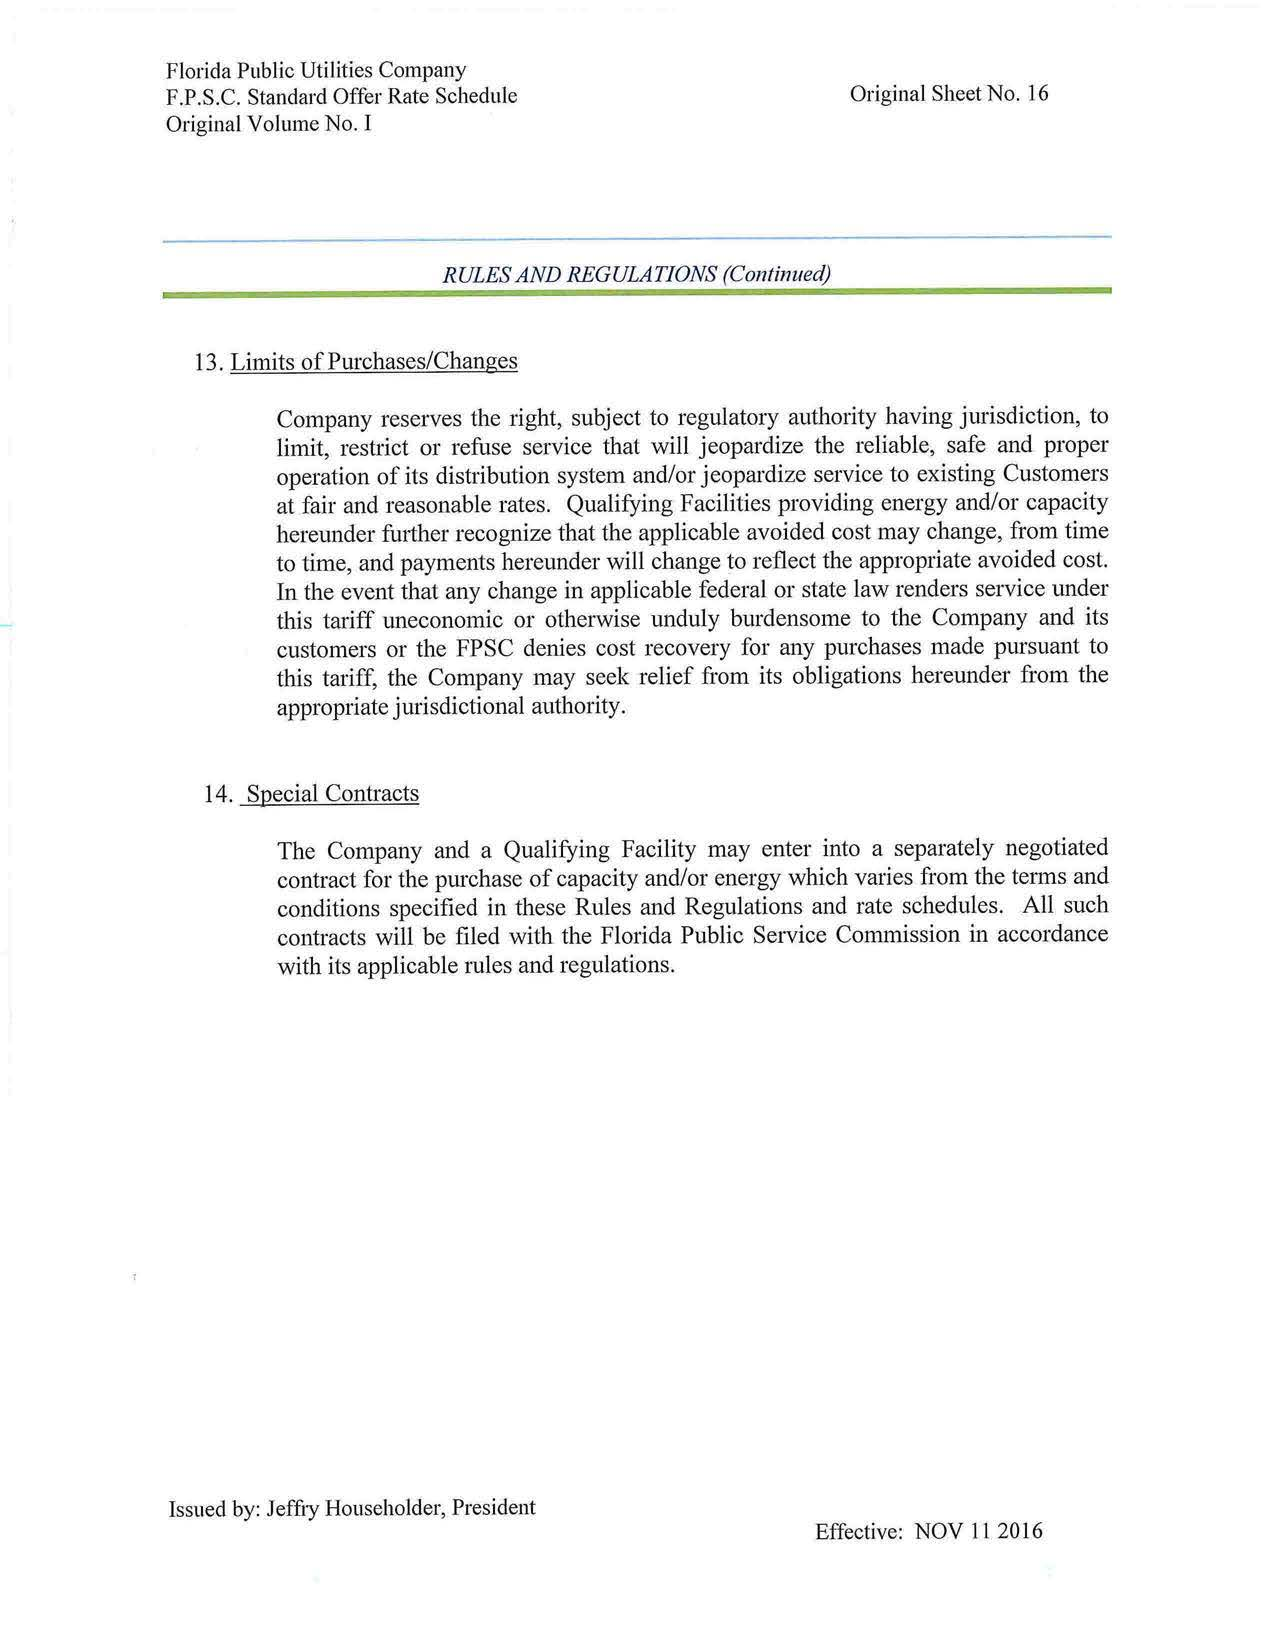 Florida Public Utilities Company
F.P.S.C. Standard Offer Rate Schedule
Original Sheet No. 16
Original Volume No. I
RULES AND REGULATIONS (Continued)
13. Limits of Purchases/Changes
Company reserves the right, subject to regulatory authority having jurisdiction, to
limit, restrict or refuse service that will jeopardize the reliable, safe and proper
operation of its distribution system and/or jeopardize service to existing Customers
at fair and reasonable rates. Qualifying Facilities providing energy and/or capacity
hereunder further recognize that the applicable avoided cost may change, from time
to time, and payments hereunder will change to reflect the appropriate avoided cost.
In the event that any change in applicable federal or state law renders service under
this tariff uneconomic or otherwise unduly burdensome to the Company and its
customers or the FPSC denies cost recovery for any purchases made pursuant to
this tariff, the Company may seek relief from its obligations hereunder from the
appropriate jurisdictional authority.
14. Special Contracts
The Company and a Qualifying Facility may enter into a separately negotiated
contract for the purchase of capacity and/or energy which varies from the terms and
conditions specified in these Rules and Regulations and rate schedules. All such
contracts will be filed with the Florida Public Service Commission in accordance
with its applicable rules and regulations.
Issued by: Jeffry Householder, President
Effective: NOV 11 2016